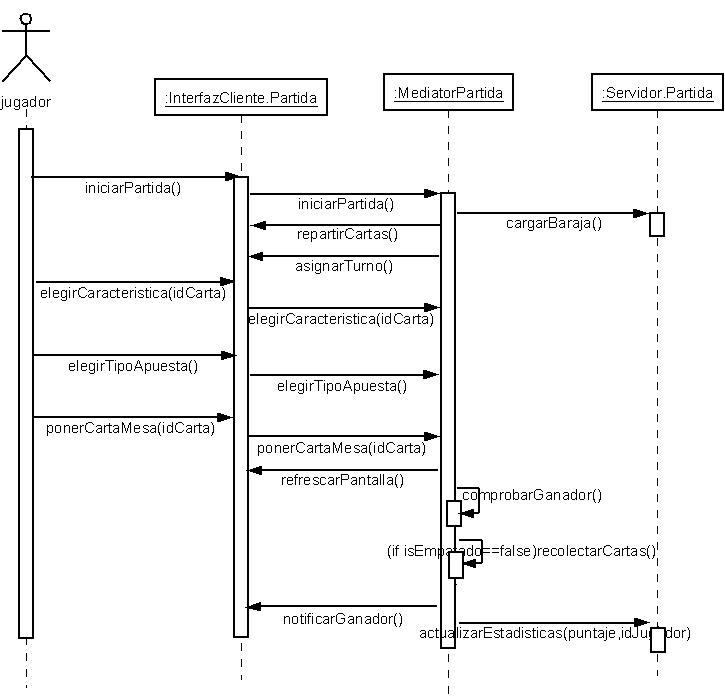 jugador
:InterfazCliente.Partida
:MediatorPartida
:Servidor.Partida
iniciarPartida()
iniciarPartida()
cargarBaraja()
repartirCartas()
asignarTurno()
elegirCaracteristica(idCarta)
elegirCaracteristica(idCarta)
elegirTipoApuesta()
elegirTipoApuesta()
ponerCartaMesa(idCarta)
ponerCartaMesa(idCarta)
refrescarPantalla()
comprobarGanador()
(if isEmpatado==false)recolectarCartas()
notificarGanador()
actualizarEstadisticas(puntaje,idJugador)